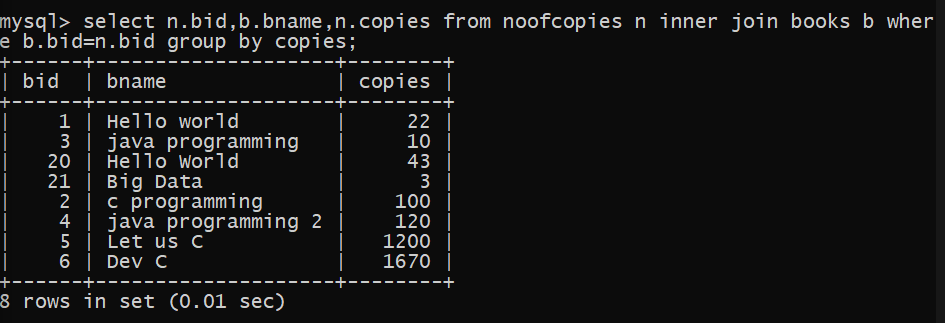 mysql> select n.bid,b.bname,n.copies from noofcopies n inner join books b wher
e b.bid=n.bid group by copies;
+------+--------------------+--------+
| bid  | bname              | copies |
+------+--------------------+--------+
|    1 | Hello world        |     22 |
|    3 | java programming   |     10 |
|   20 | Hello World        |     43 |
|   21 | Big Data           |      3 |
|    2 | c programming      |    100 |
|    4 | java programming 2 |    120 |
|    5 | Let us C           |   1200 |
|    6 | Dev C              |   1670 |
+------+--------------------+--------+
8 rows in set (0.01 sec)